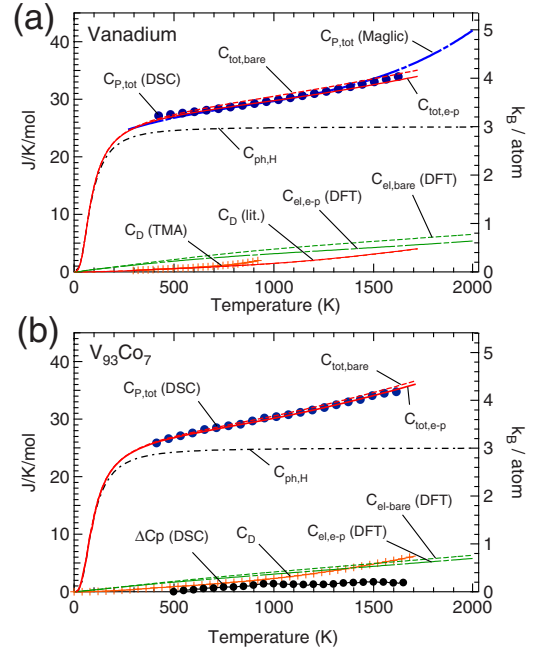 (a)
Vanadium
C_P,tot (Maglic)
C_P,tot (DSC)
C_tot,bare
C_tot,e-p
C_ph,H
C_el,bare (DFT)
C_el,e-p (DFT)
C_D (lit.)
C_D (TMA)
J/K/mol
40
30
20
10
0
k_B / atom
5
4
3
2
1
0
0
500
1000
1500
2000
Temperature (K)
(b)
V_93Co_7
C_tot,bare
C_P,tot (DSC)
C_tot,e-p
C_ph,H
C_el-bare (DFT)
C_el,e-p (DFT)
ΔCp (DSC)
C_D
J/K/mol
40
30
20
10
0
k_B / atom
5
4
3
2
1
0
0
500
1000
1500
2000
Temperature (K)